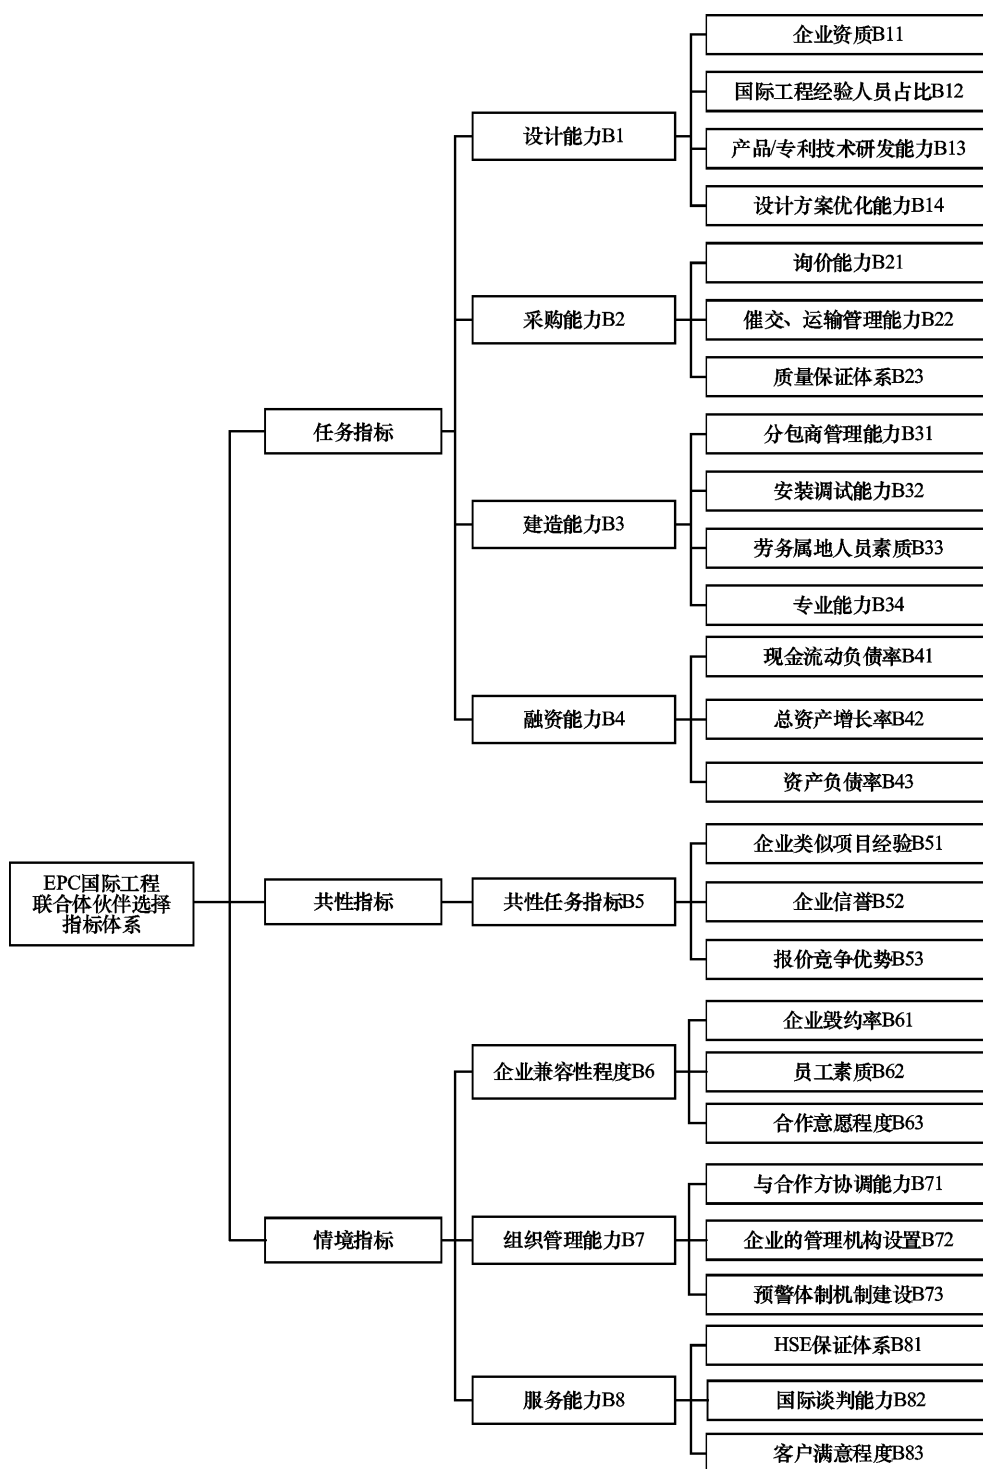 EPC国际工程
联合体伙伴选择
指标体系
任务指标
设计能力B1
企业资质B11
国际工程经验人员占比B12
产品/专利技术研发能力B13
设计方案优化能力B14
采购能力B2
询价能力B21
催交、运输管理能力B22
质量保证体系B23
建造能力B3
分包商管理能力B31
安装调试能力B32
劳务属地人员素质B33
专业能力B34
融资能力B4
现金流动负债率B41
总资产增长率B42
资产负债率B43
共性指标
共性任务指标B5
企业类似项目经验B51
企业信誉B52
报价竞争优势B53
情境指标
企业兼容性程度B6
企业毁约率B61
员工素质B62
合作意愿程度B63
组织管理能力B7
与合作方协调能力B71
企业的管理机构设置B72
预警体制机制建设B73
服务能力B8
HSE保证体系B81
国际谈判能力B82
客户满意程度B83